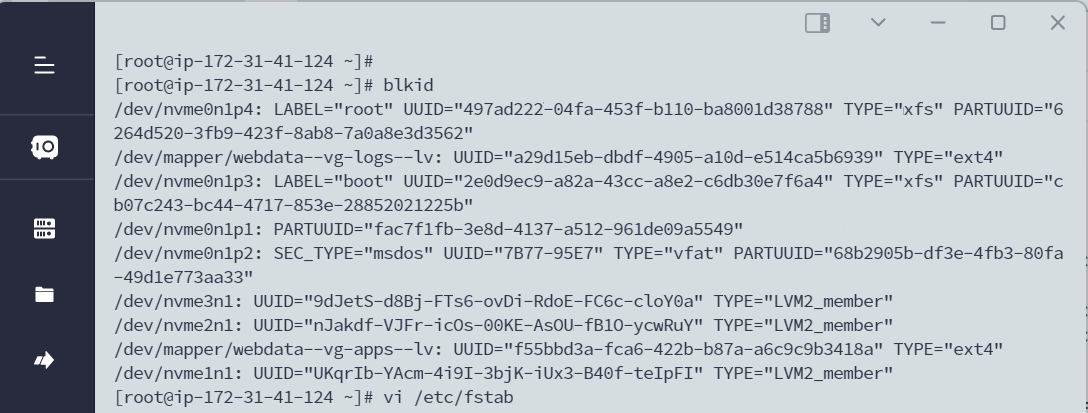 [root@ip-172-31-41-124 ~]#
[root@ip-172-31-41-124 ~]# blkid
/dev/nvme0n1p4: LABEL="root" UUID="497ad222-04fa-453f-b110-ba8001d38788" TYPE="xfs" PARTUUID="6
264d520-3fb9-423f-8ab8-7a0a8e3d3562"
/dev/mapper/webdata--vg-logs--lv: UUID="a29d15eb-dbdf-4905-a10d-e514ca5b6939" TYPE="ext4"
/dev/nvme0n1p3: LABEL="boot" UUID="2e0d9ec9-a82a-43cc-a8e2-c6db30e7f6a4" TYPE="xfs" PARTUUID="c
b07c243-bc44-4717-853e-28852021225b"
/dev/nvme0n1p1: PARTUUID="fac7f1fb-3e8d-4137-a512-961de09a5549"
/dev/nvme0n1p2: SEC_TYPE="msdos" UUID="7B77-95E7" TYPE="vfat" PARTUUID="68b2905b-df3e-4fb3-80fa
-49d1e773aa33"
/dev/nvme3n1: UUID="9dJetS-d8Bj-FTs6-ovDi-RdoE-FC6c-cloY0a" TYPE="LVM2_member"
/dev/nvme2n1: UUID="nJakdf-VJFr-icOs-00KE-AsOU-fB1O-ycwRuY" TYPE="LVM2_member"
/dev/mapper/webdata--vg-apps--lv: UUID="f55bbd3a-fca6-422b-b87a-a6c9c9b3418a" TYPE="ext4"
/dev/nvme1n1: UUID="UKqrIb-YAcm-4i9I-3bjK-iUx3-B40f-teIpFI" TYPE="LVM2_member"
[root@ip-172-31-41-124 ~]# vi /etc/fstab